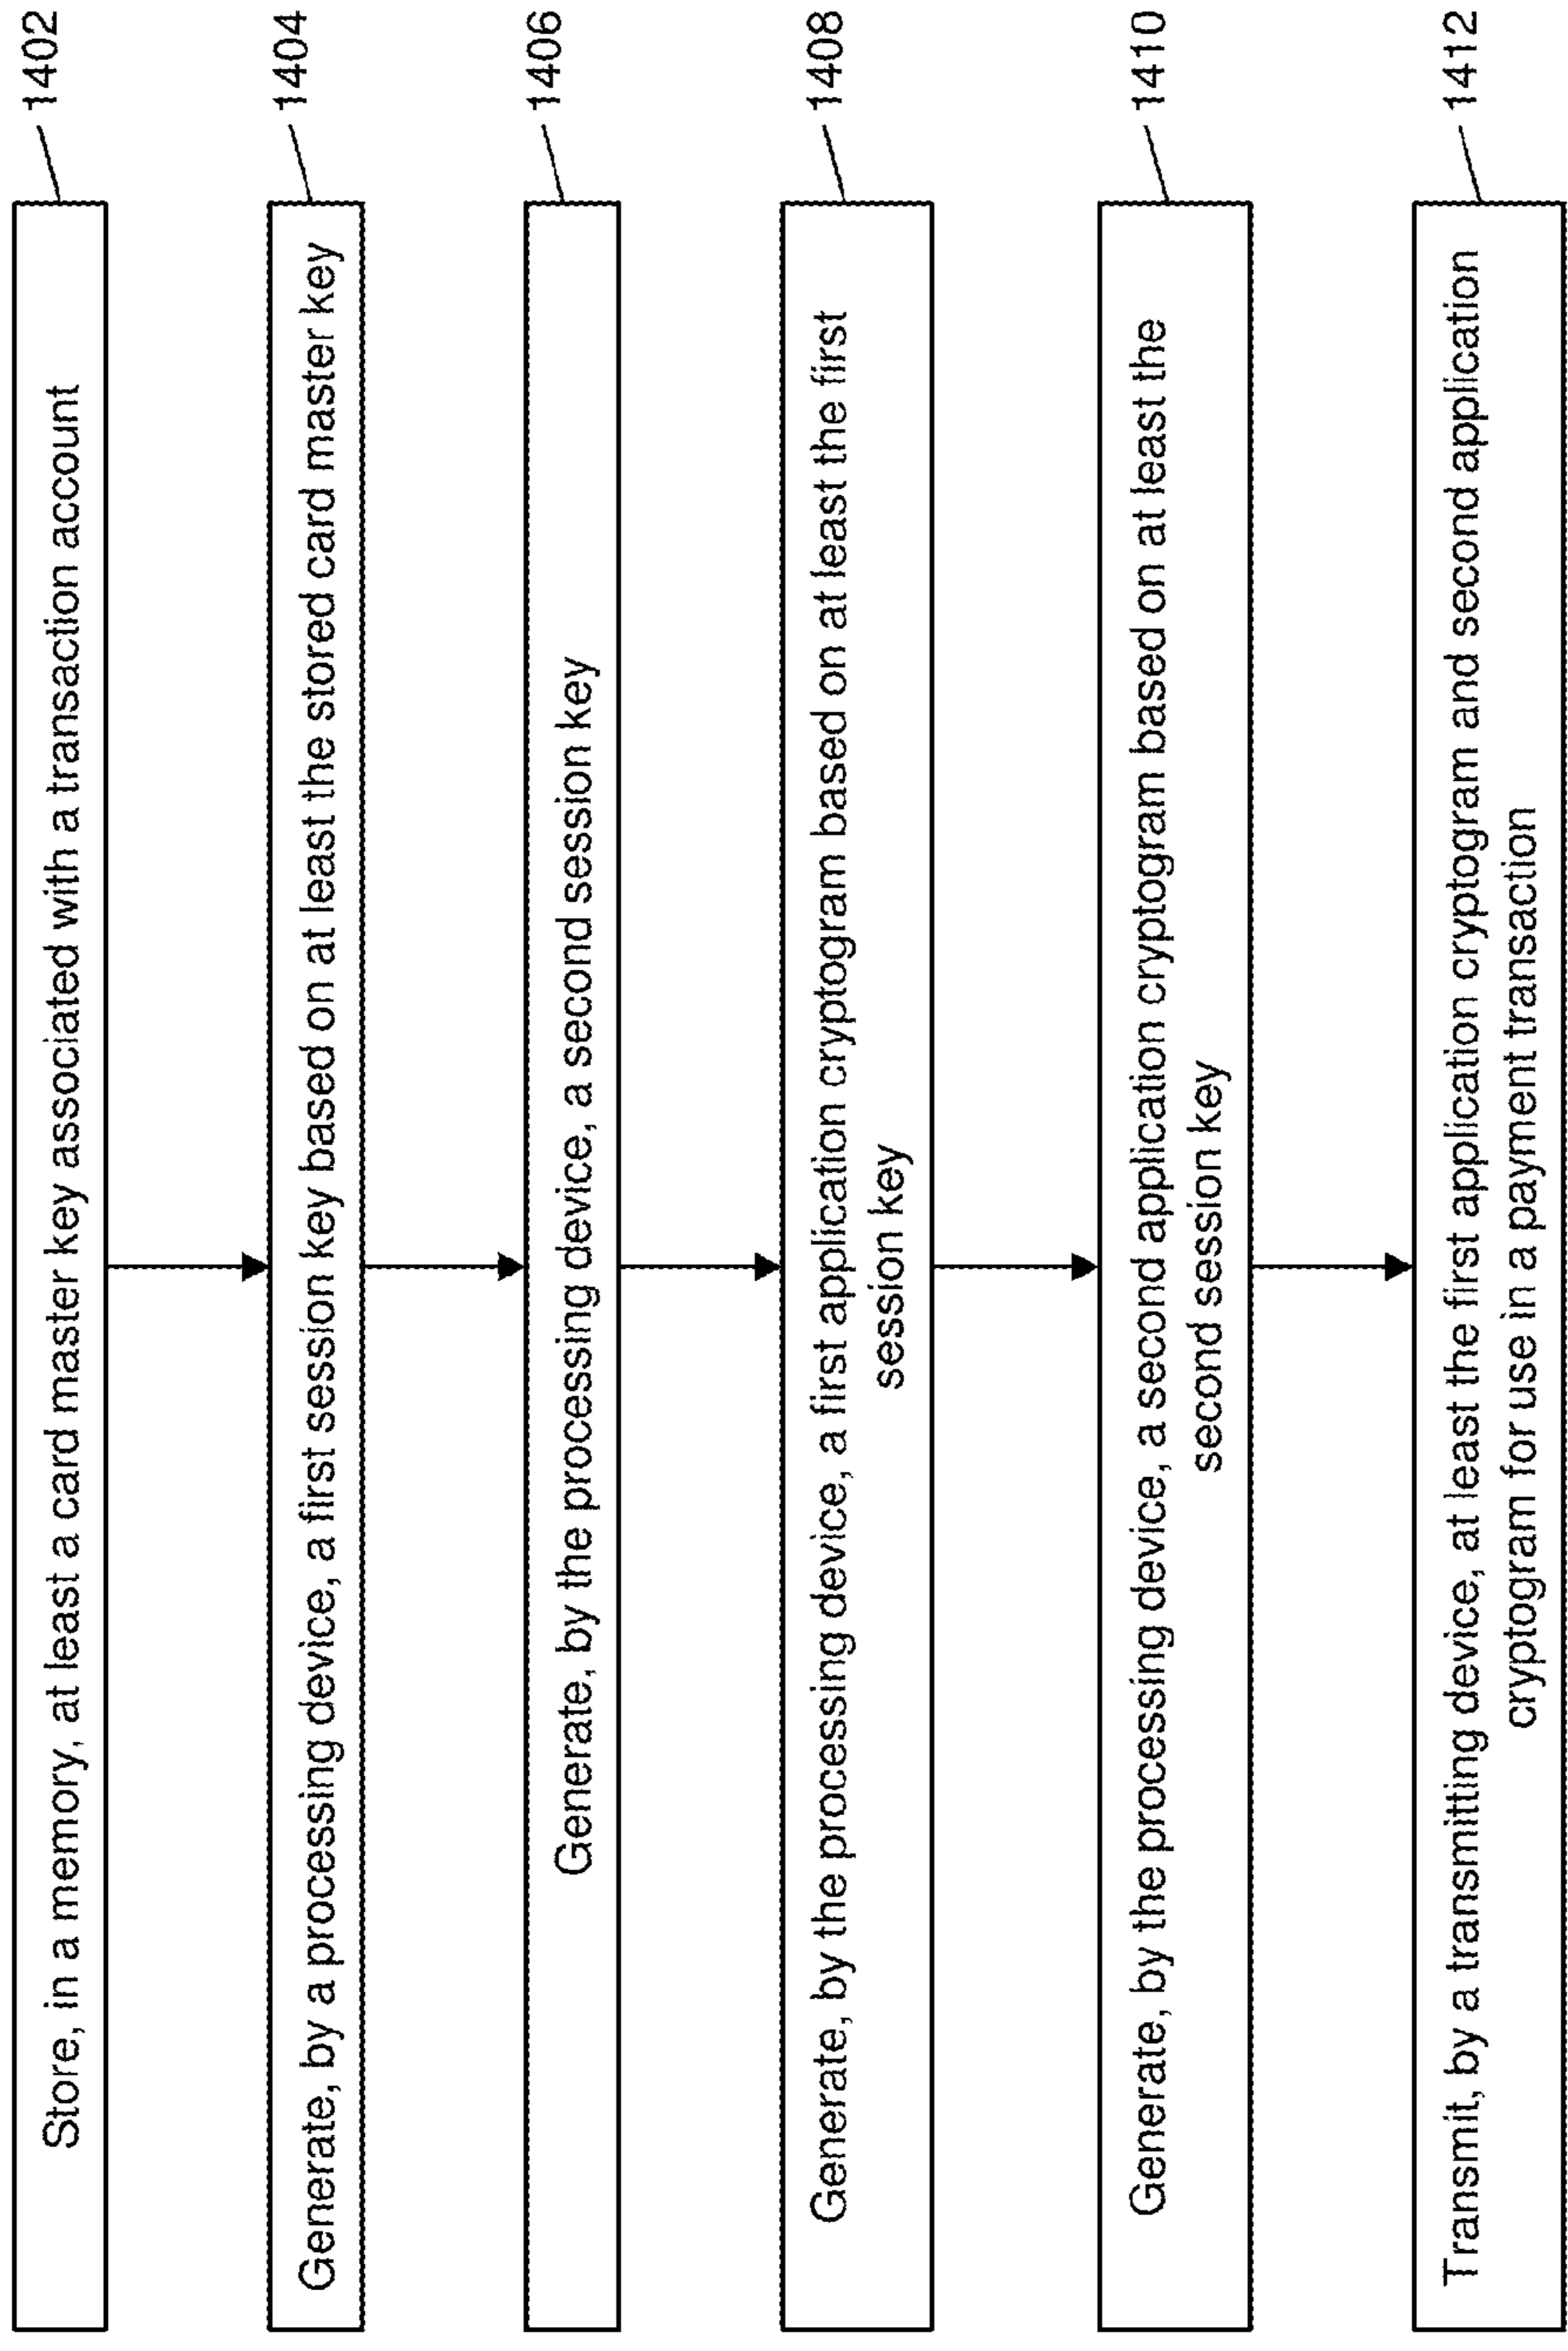 Store, in a memory, at least a card master key associated with a transaction account
1402
Generate, by a processing device, a first session key based on at least the stored card master key
1404
Generate, by the processing device, a second session key
1406
Generate, by the processing device, a first application cryptogram based on at least the first
session key
1408
Generate, by the processing device, a second application cryptogram based on at least the
second session key
1410
Transmit, by a transmitting device, at least the first application cryptogram and second application
cryptogram for use in a payment transaction
1412